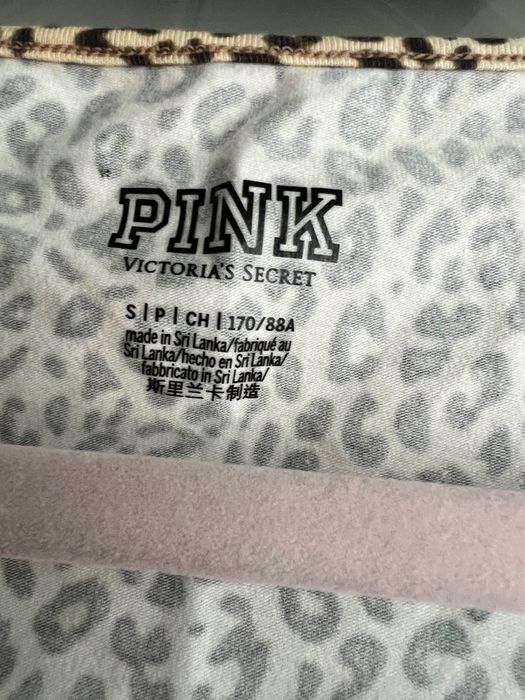 PINK
VICTORIA'S SECRET
S | P | CH | 170/88A
made in Sri Lanka/fabriqué au
Sri Lanka/hecho en Sri Lanka/
fabbricato in Sri Lanka/
斯里兰卡制造